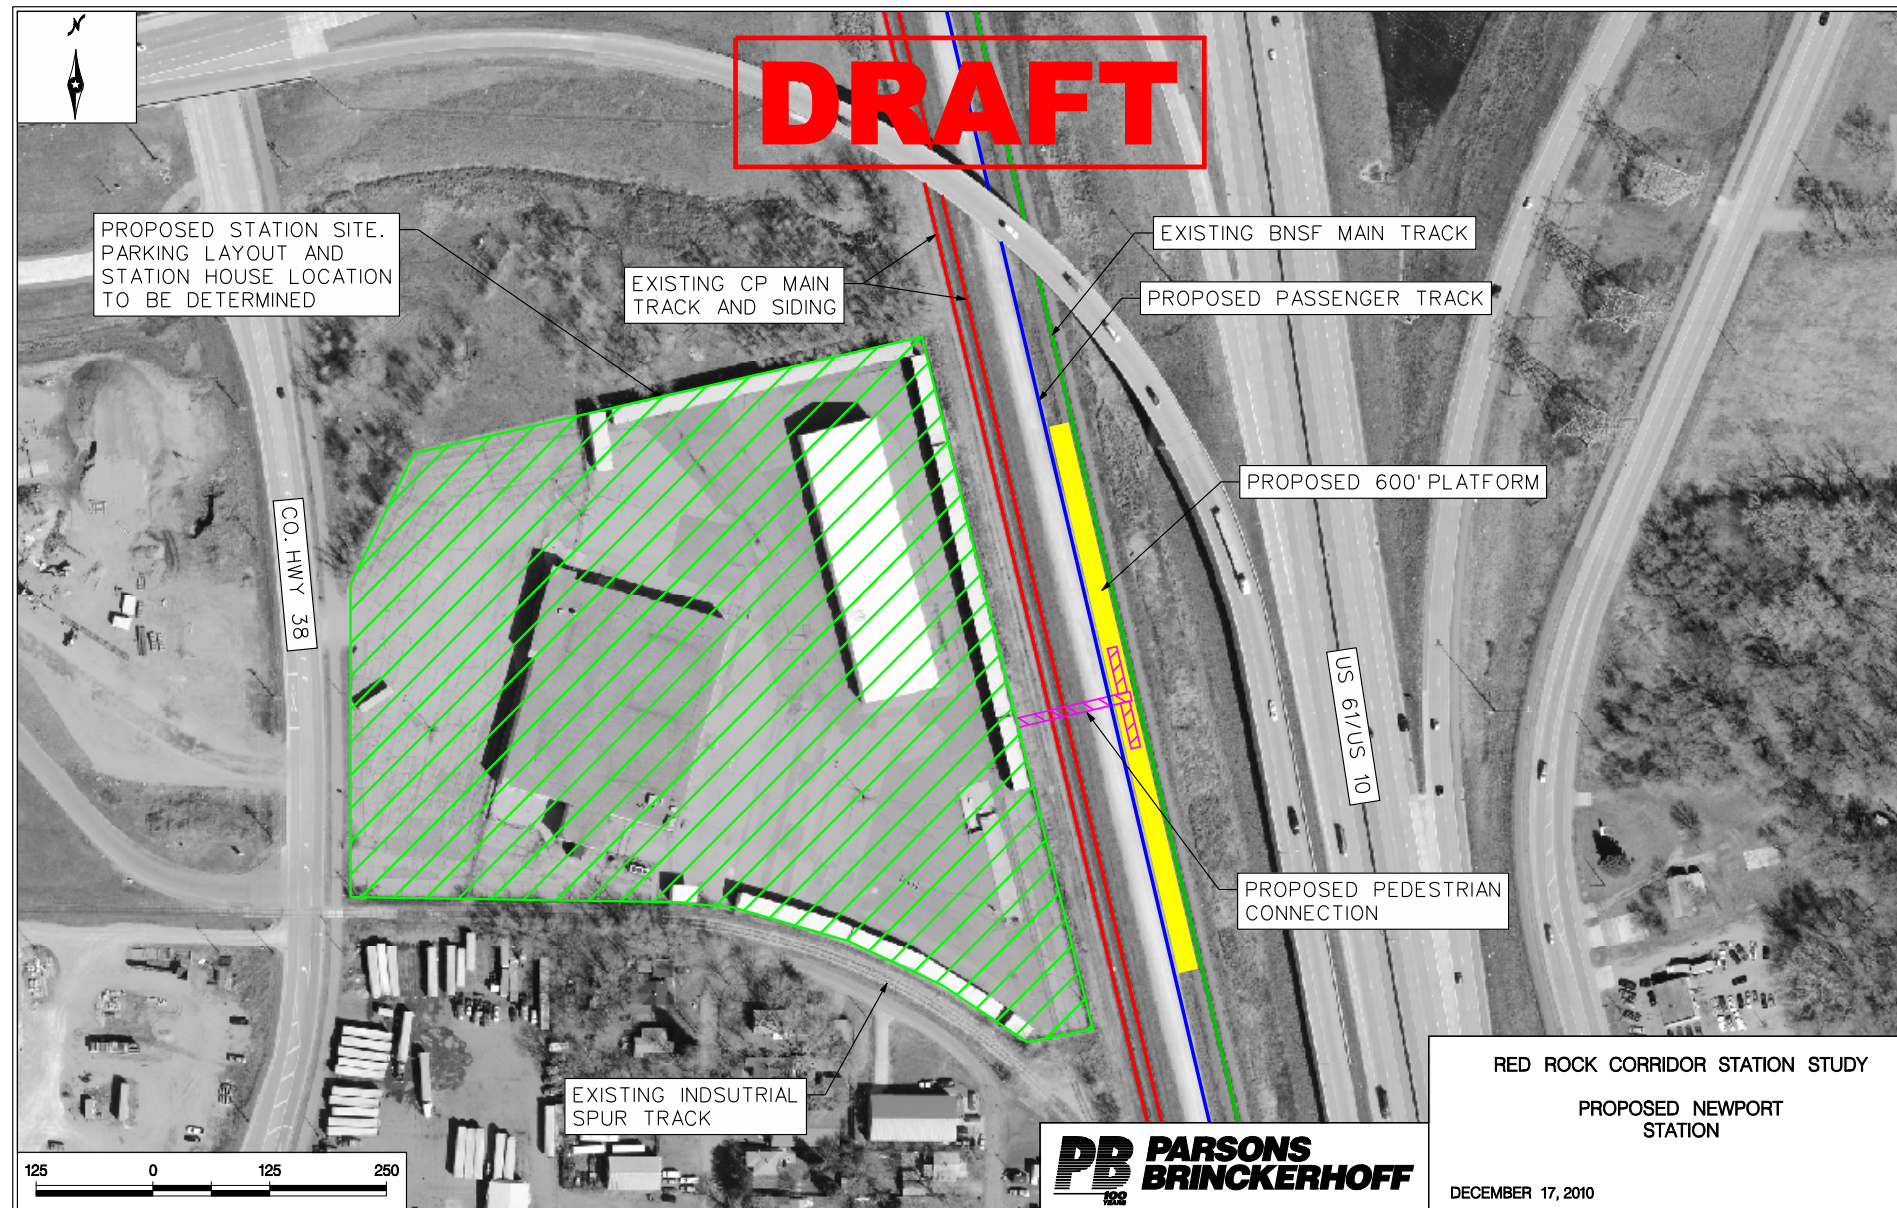 N
DRAFT
PROPOSED STATION SITE.
PARKING LAYOUT AND
STATION HOUSE LOCATION
TO BE DETERMINED
EXISTING CP MAIN
TRACK AND SIDING
EXISTING BNSF MAIN TRACK
PROPOSED PASSENGER TRACK
PROPOSED 600' PLATFORM
CO. HWY 38
US 61/US 10
PROPOSED PEDESTRIAN
CONNECTION
EXISTING INDSUTRIAL
SPUR TRACK
125 0 125 250
PB
100
YEARS
PARSONS
BRINCKERHOFF
RED ROCK CORRIDOR STATION STUDY
PROPOSED NEWPORT
STATION
DECEMBER 17, 2010